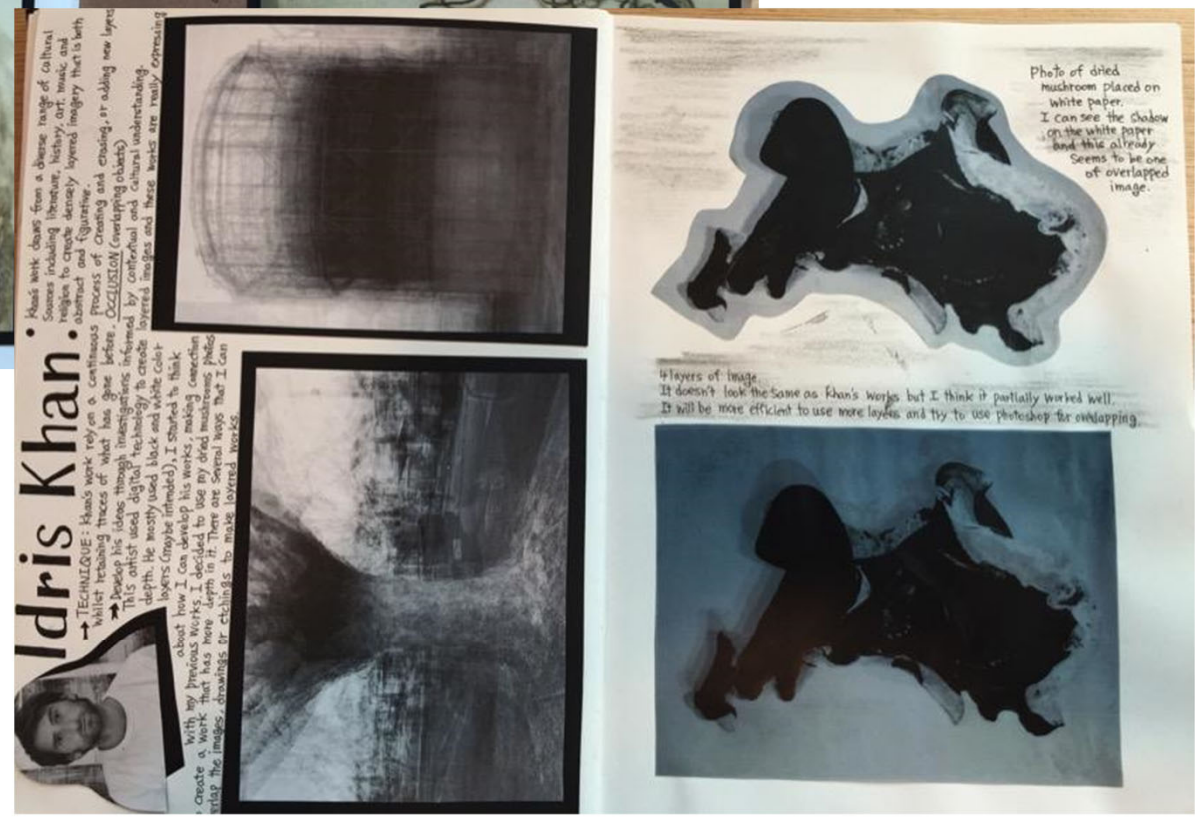 Idris Khan
• Khan's work draws from a diverse range of cultural
Sources including literature, history, art, music and
religion to create densely layered imagery that is both
abstract and figurative.
→ TECHNIQUE: Khan's work rely on a continuous process of creating and erasing, or adding new layers
whilst retaining traces of what has gone before. OCCLUSION (overlapping objects)
→ Develop his ideas through investigations informed by contextual and cultural understanding.
This artist used digital technology to create layered images and these works are really expressing
depth. He mostly used black and white color
layers (maybe intended), I started to think
about how I can develop his works, making connection
with my previous works. I decided to use my dried mushrooms photos
create a work that has more depth in it. There are several ways that I can
the images, drawings or etchings to make layered works.
Photo of dried
mushroom placed on
white paper.
I can see the shadow
on the white paper
and this already
Seems to be one
of overlapped
image.
4 layers of image.
It doesn't look the same as Khan's works but I think it partially worked well.
It will be more efficient to use more layers and try to use photoshop for overlapping.